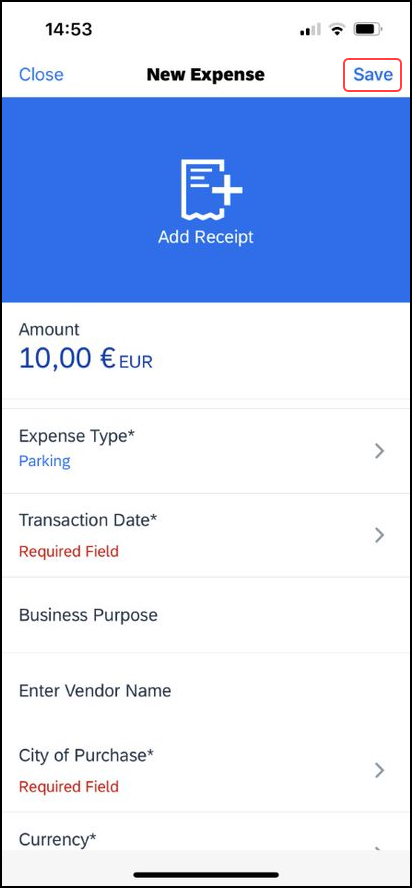 14:53
Close New Expense Save
Add Receipt
Amount
10,00 € EUR
Expense Type*
Parking
Transaction Date*
Required Field
Business Purpose
Enter Vendor Name
City of Purchase*
Required Field
Currency*